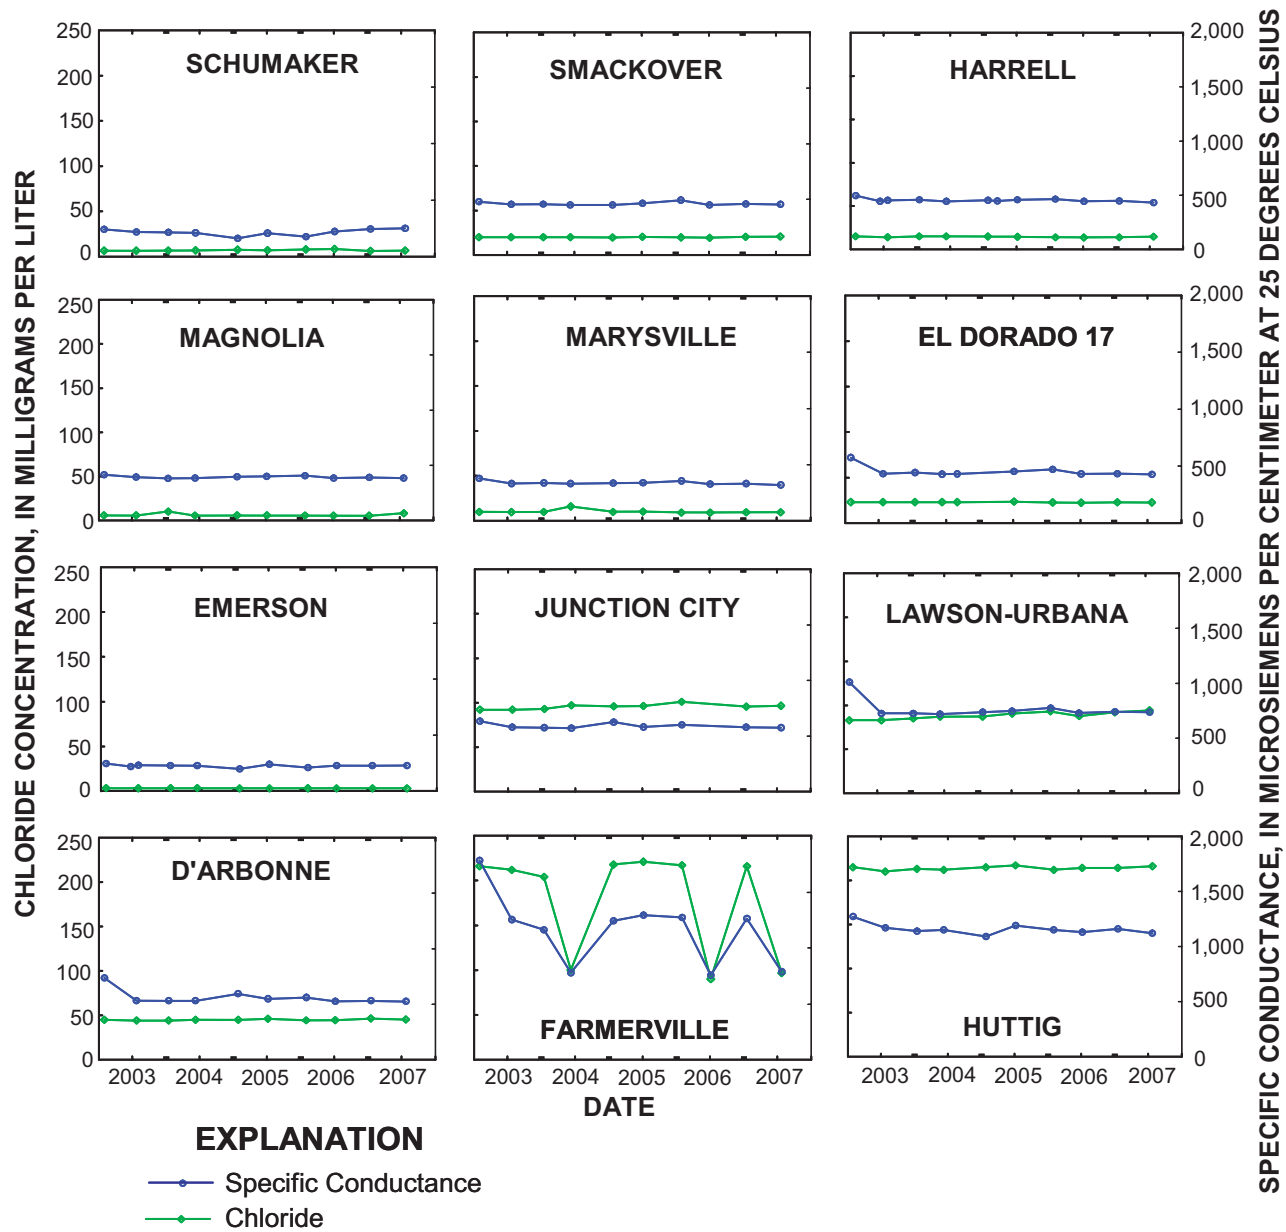 CHLORIDE CONCENTRATION, IN MILLIGRAMS PER LITER
SPECIFIC CONDUCTANCE, IN MICROSIEMENS PER CENTIMETER AT 25 DEGREES CELSIUS
250
200
150
100
50
0
SCHUMAKER
SMACKOVER
HARRELL
2,000
1,500
1,000
500
0
250
200
150
100
50
0
MAGNOLIA
MARYSVILLE
EL DORADO 17
2,000
1,500
1,000
500
0
250
200
150
100
50
0
EMERSON
JUNCTION CITY
LAWSON-URBANA
2,000
1,500
1,000
500
0
250
200
150
100
50
0
D'ARBONNE
FARMERVILLE
HUTTIG
2,000
1,500
1,000
500
0
2003 2004 2005 2006 2007
2003 2004 2005 2006 2007
2003 2004 2005 2006 2007
DATE
EXPLANATION
Specific Conductance
Chloride